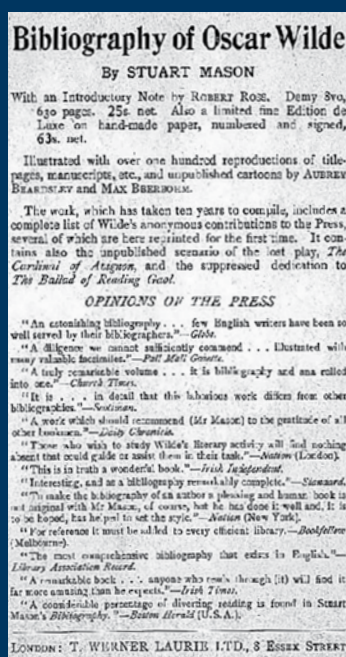 Bibliography of Oscar Wilde
By STUART MASON
With an Introductory Note by ROBERT ROSS. Demy 8vo,
630 pages. 25s. net. Also a limited fine Edition de
Luxe on hand-made paper, numbered and signed,
63s. net.
Illustrated with over one hundred reproductions of title-
pages, manuscripts, etc., and unpublished cartoons by AUBREY
BEARDSLEY and MAX BEERBOHM.
The work, which has taken ten years to compile, includes a
complete list of Wilde's anonymous contributions to the Press,
several of which are here reprinted for the first time. It con-
tains also the unpublished scenario of the lost play, The
Cardinal of Avignon, and the suppressed dedication to
The Ballad of Reading Gaol.
OPINIONS OF THE PRESS
"An astonishing bibliography . . . few English writers have been so
well served by their bibliographers."—Globe.
"A diligence we cannot sufficiently commend . . . Illustrated with
many valuable facsimiles."—Pall Mall Gazette.
"A truly remarkable volume . . . it is bibliography and ana rolled
into one."—Church Times.
"It is . . . in detail that this laborious work differs from other
bibliographies."—Scotsman.
"A work which should recommend (Mr Mason) to the gratitude of all
other bookmen."—Daily Chronicle.
"Those who wish to study Wilde's literary activity will find nothing
absent that could guide or assist them in their task."—Nation (London).
"This is in truth a wonderful book."—Irish Independent.
"Interesting, and as a bibliography remarkably complete."—Standard.
"To make the bibliography of an author a pleasing and human book is
not original with Mr Mason, of course, but he has done it well and, it is
to be hoped, has helped to set the style."—Nation (New York).
"For reference it must be added to every efficient library.—Bookfellow
(Melbourne).
"The most comprehensive bibliography that exists in English."—
Library Association Record.
"A remarkable book . . . anyone who reads through (it) will find it
far more amusing than he expects."—Irish Times.
"A considerable percentage of diverting reading is found in Stuart
Mason's Bibliography."—Boston Herald (U.S.A.).
LONDON: T. WERNER LAURIE LTD., 8 ESSEX STREET